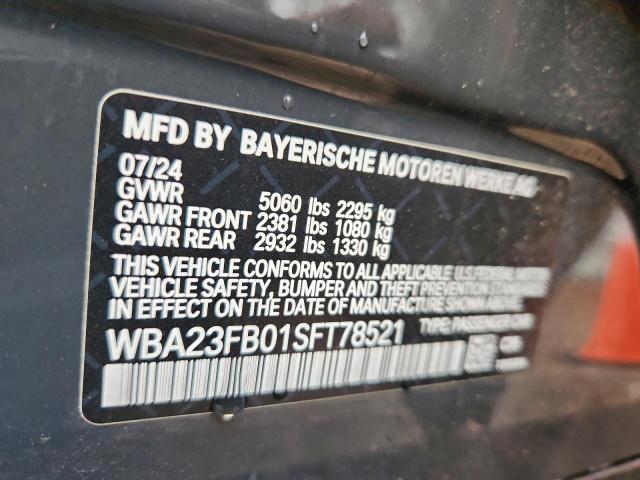 MFD BY BAYERISCHE MOTOREN WERKE AG
07/24
GVWR 5060 lbs 2295 kg
GAWR FRONT 2381 lbs 1080 kg
GAWR REAR 2932 lbs 1330 kg
THIS VEHICLE CONFORMS TO ALL APPLICABLE U.S. FEDERAL MOTOR
VEHICLE SAFETY, BUMPER AND THEFT PREVENTION STANDARDS
IN EFFECT ON THE DATE OF MANUFACTURE SHOWN ABOVE.
WBA23FB01SFT78521 TYPE: PASSENGER CAR